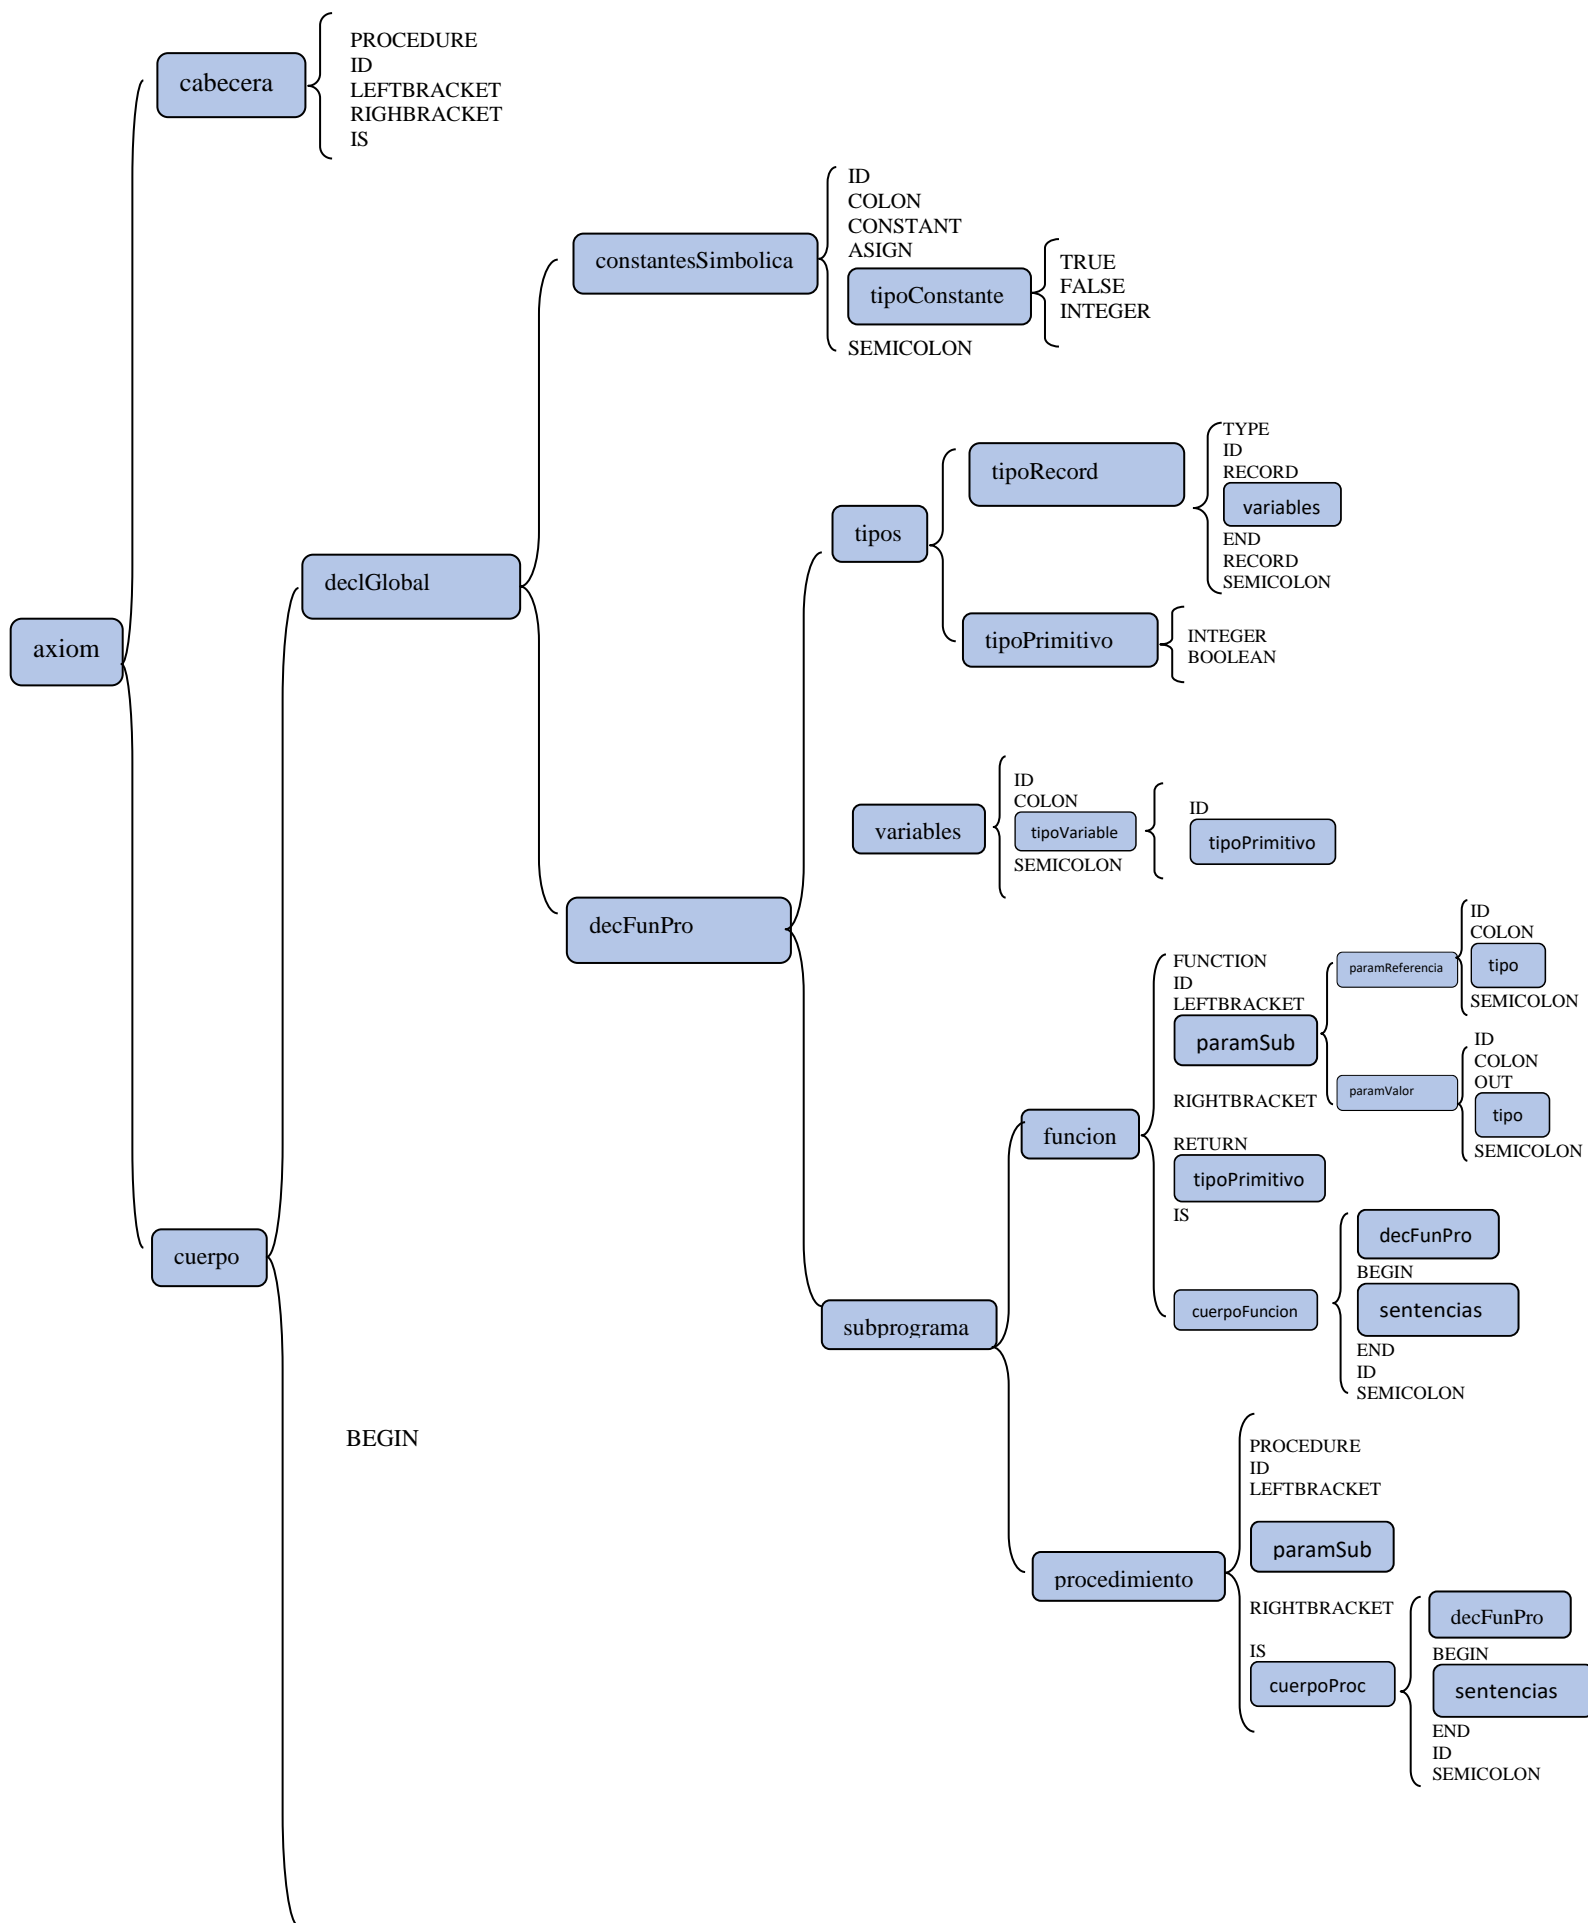 cabecera
PROCEDURE
ID
LEFTBRACKET
RIGHBRACKET
IS
constantesSimbolica
ID
COLON
CONSTANT
ASIGN
tipoConstante
TRUE
FALSE
INTEGER
SEMICOLON
tipoRecord
TYPE
ID
RECORD
variables
END
RECORD
SEMICOLON
tipos
declGlobal
axiom
tipoPrimitivo
INTEGER
BOOLEAN
variables
ID
COLON
tipoVariable
SEMICOLON
ID
tipoPrimitivo
decFunPro
FUNCTION
ID
LEFTBRACKET
paramSub
paramReferencia
ID
COLON
tipo
SEMICOLON
paramValor
ID
COLON
OUT
tipo
SEMICOLON
RIGHTBRACKET
funcion
RETURN
tipoPrimitivo
IS
cuerpo
cuerpoFuncion
decFunPro
BEGIN
sentencias
END
ID
SEMICOLON
subprograma
BEGIN
PROCEDURE
ID
LEFTBRACKET
paramSub
procedimiento
RIGHTBRACKET
IS
cuerpoProc
decFunPro
BEGIN
sentencias
END
ID
SEMICOLON